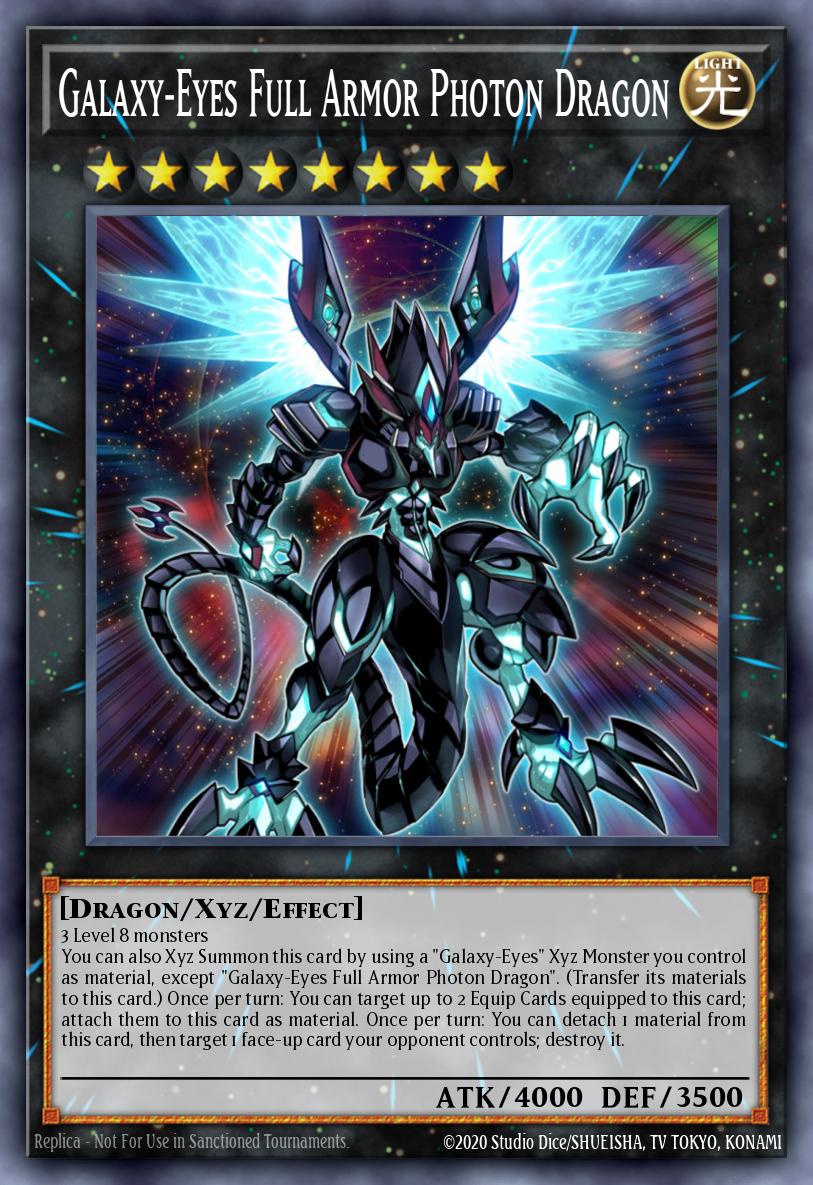 Galaxy-Eyes Full Armor Photon Dragon
LIGHT
光
[Dragon/Xyz/Effect]
3 Level 8 monsters
You can also Xyz Summon this card by using a "Galaxy-Eyes" Xyz Monster you control
as material, except "Galaxy-Eyes Full Armor Photon Dragon". (Transfer its materials
to this card.) Once per turn: You can target up to 2 Equip Cards equipped to this card;
attach them to this card as material. Once per turn: You can detach 1 material from
this card, then target 1 face-up card your opponent controls; destroy it.
ATK/4000 DEF/3500
Replica - Not For Use in Sanctioned Tournaments.
©2020 Studio Dice/SHUEISHA, TV TOKYO, KONAMI